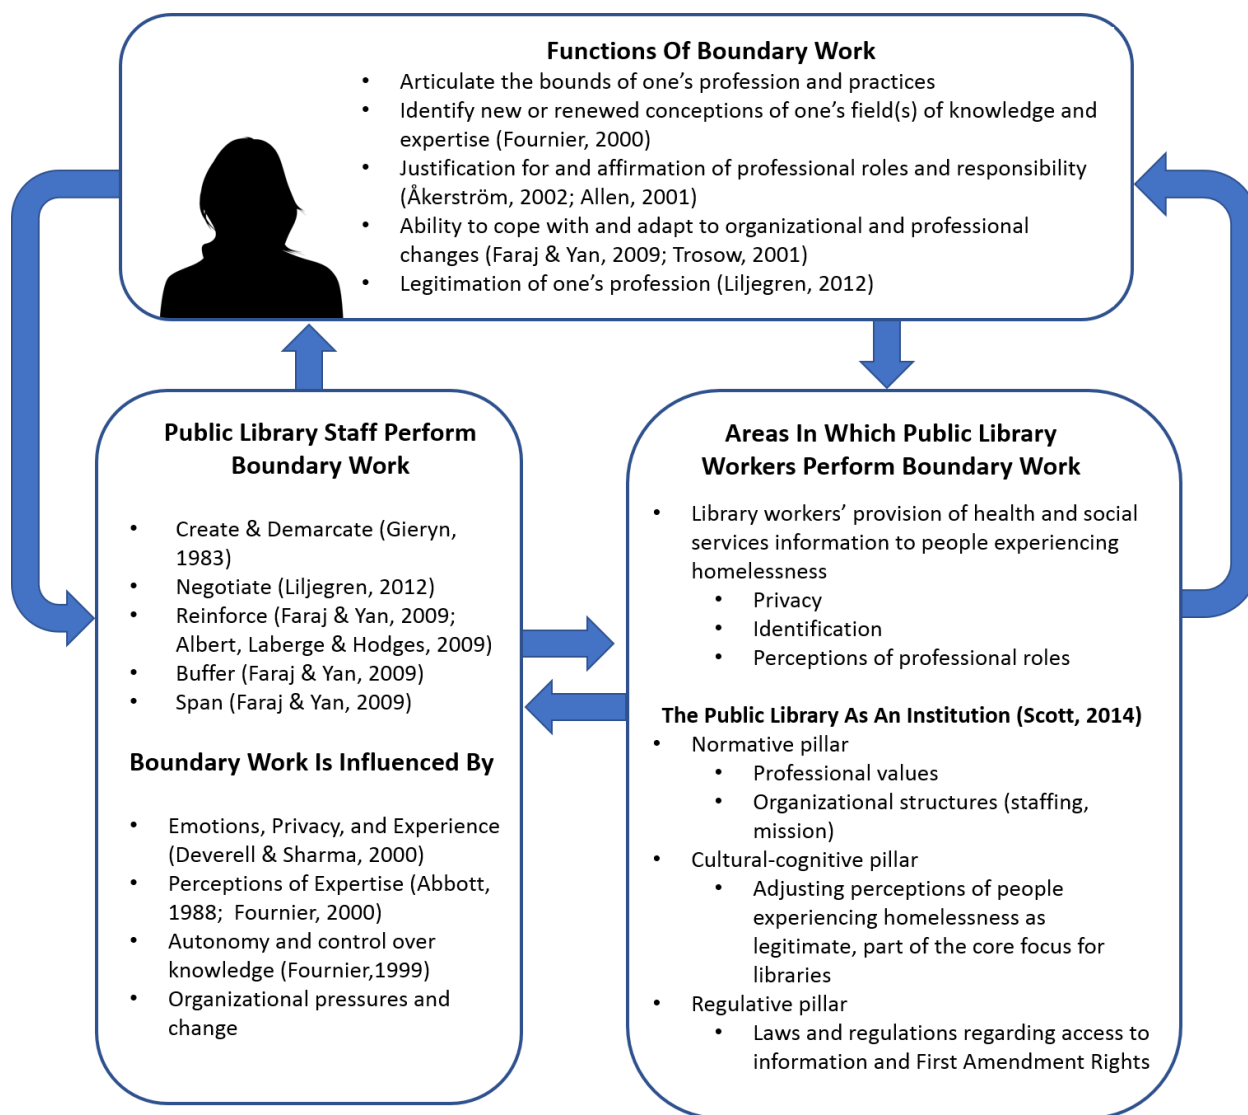 Functions Of Boundary Work
• Articulate the bounds of one's profession and practices
• Identify new or renewed conceptions of one's field(s) of knowledge and
expertise (Fournier, 2000)
• Justification for and affirmation of professional roles and responsibility
(Åkerström, 2002; Allen, 2001)
• Ability to cope with and adapt to organizational and professional
changes (Faraj & Yan, 2009; Trosow, 2001)
• Legitimation of one's profession (Liljegren, 2012)
Public Library Staff Perform
Boundary Work
• Create & Demarcate (Gieryn,
1983)
• Negotiate (Liljegren, 2012)
• Reinforce (Faraj & Yan, 2009;
Albert, Laberge & Hodges, 2009)
• Buffer (Faraj & Yan, 2009)
• Span (Faraj & Yan, 2009)
Boundary Work Is Influenced By
• Emotions, Privacy, and Experience
(Deverell & Sharma, 2000)
• Perceptions of Expertise (Abbott,
1988; Fournier, 2000)
• Autonomy and control over
knowledge (Fournier,1999)
• Organizational pressures and
change
Areas In Which Public Library
Workers Perform Boundary Work
• Library workers' provision of health and social
services information to people experiencing
homelessness
• Privacy
• Identification
• Perceptions of professional roles
The Public Library As An Institution (Scott, 2014)
• Normative pillar
• Professional values
• Organizational structures (staffing,
mission)
• Cultural-cognitive pillar
• Adjusting perceptions of people
experiencing homelessness as
legitimate, part of the core focus for
libraries
• Regulative pillar
• Laws and regulations regarding access to
information and First Amendment Rights